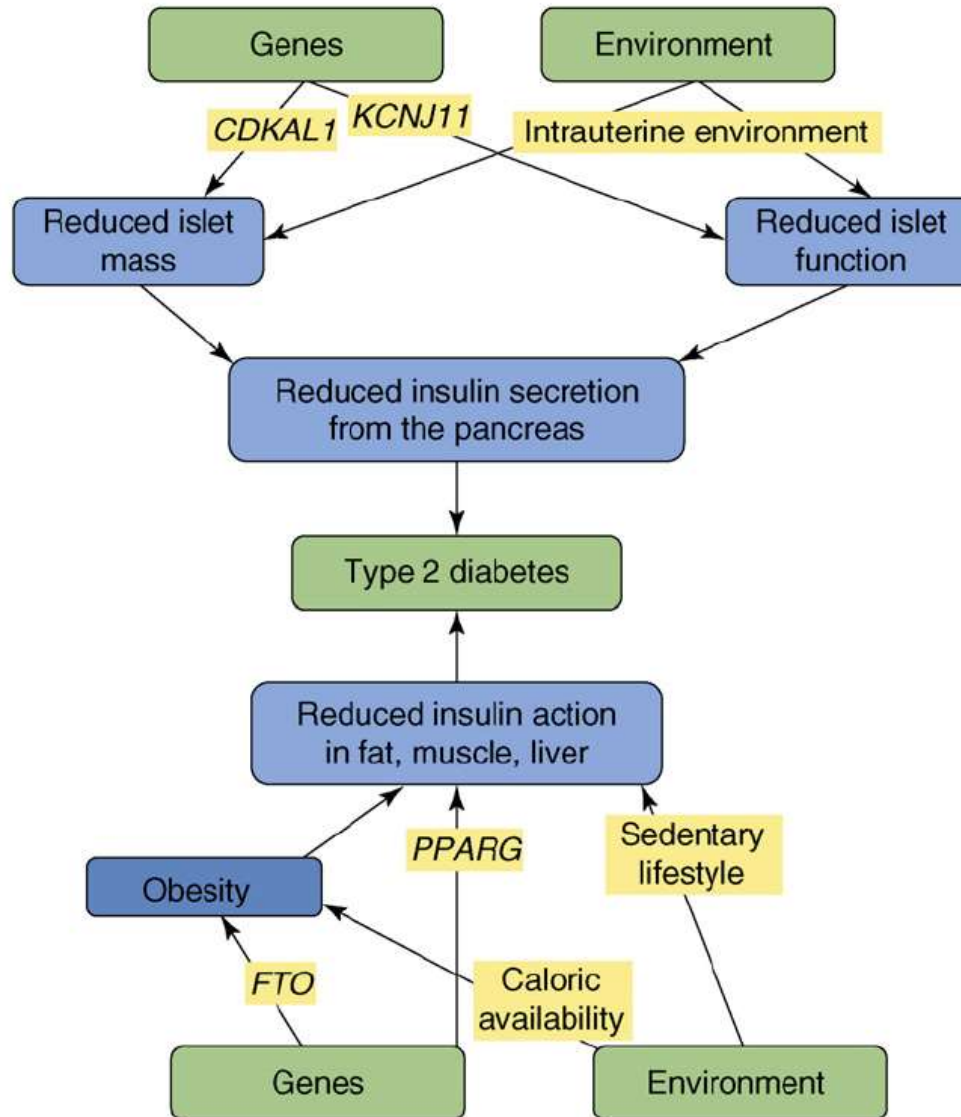 Genes
Environment
CDKAL1
KCNJ11
Intrauterine environment
Reduced islet
mass
Reduced islet
function
Reduced insulin secretion
from the pancreas
Type 2 diabetes
Reduced insulin action
in fat, muscle, liver
PPARG
Sedentary
lifestyle
Obesity
FTO
Caloric
availability
Genes
Environment